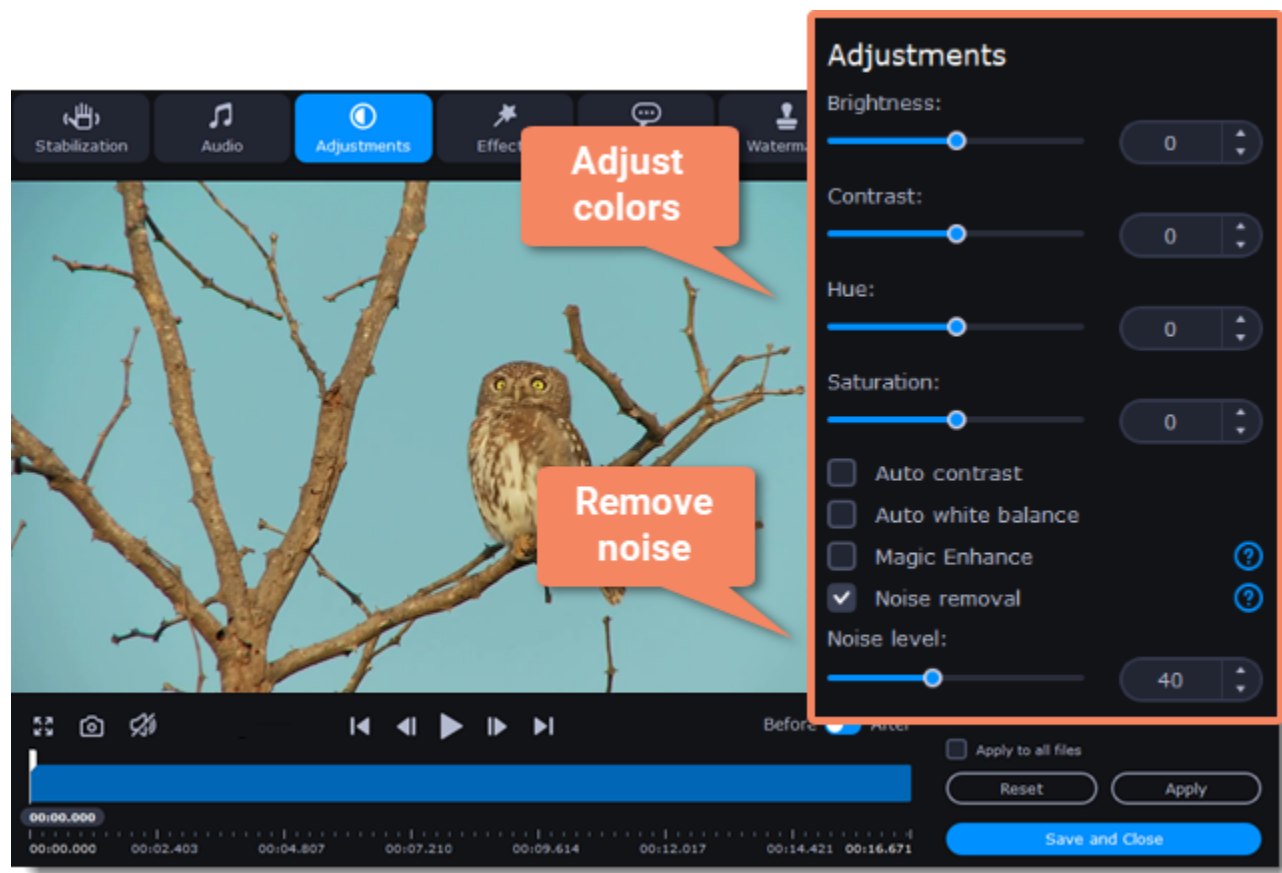 Stabilization
Audio
Adjustments
Adjust
colors
Adjustments
Brightness:
0
Contrast:
0
Hue:
0
Saturation:
0
Auto contrast
Auto white balance
Magic Enhance
?
Noise removal
?
Remove
noise
Noise level:
40
Before
After
Apply to all files
Reset
Apply
Save and Close
00:00.000
00:00.000
00:02.403
00:04.807
00:07.210
00:09.614
00:12.017
00:14.421
00:16.671